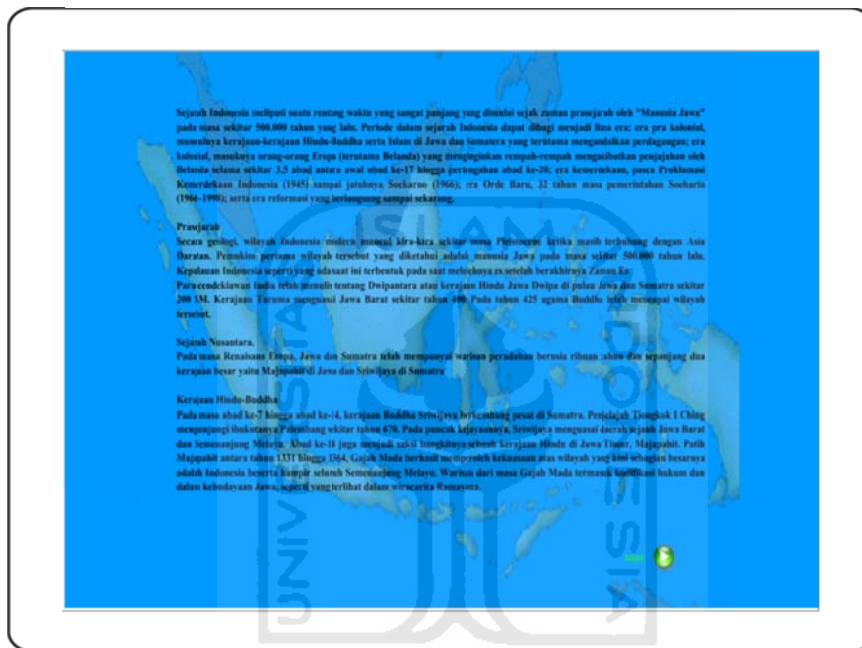 Sejarah Indonesia meliputi suatu rentang waktu yang sangat panjang yang dimulai sejak zaman prasejarah oleh "Manusia Jawa"
pada masa sekitar 500.000 tahun yang lalu. Periode dalam sejarah Indonesia dapat dibagi menjadi lima era: era pra kolonial,
munculnya kerajaan-kerajaan Hindu-Buddha serta Islam di Jawa dan Sumatera yang terutama mengandalkan perdagangan; era
kolonial, masuknya orang-orang Eropa (terutama Belanda) yang menginginkan rempah-rempah mengakibatkan penjajahan oleh
Belanda selama sekitar 3,5 abad antara awal abad ke-17 hingga pertengahan abad ke-20; era kemerdekaan, pasca Proklamasi
Kemerdekaan Indonesia (1945) sampai jatuhnya Soekarno (1966); era Orde Baru, 32 tahun masa pemerintahan Soeharto
(1966-1998); serta era reformasi yang berlangsung sampai sekarang.
Prasejarah
Secara geologi, wilayah Indonesia modern muncul kira-kira sekitar masa Pleistocene ketika masih terhubung dengan Asia
Daratan. Pemukim pertama wilayah tersebut yang diketahui adalah manusia Jawa pada masa sekitar 500.000 tahun lalu.
Kepulauan Indonesia seperti yang ada saat ini terbentuk pada saat melelehnya es setelah berakhirnya Zaman Es
Para cendekiawan India telah menulis tentang Dwipantara atau kerajaan Hindu Jawa Dwipa di pulau Jawa dan Sumatra sekitar
200 SM. Kerajaan Taruma menguasai Jawa Barat sekitar tahun 400. Pada tahun 425 agama Buddha telah mencapai wilayah
tersebut.
Sejarah Nusantara.
Pada masa Renaisans Eropa, Jawa dan Sumatra telah mempunyai warisan peradaban berusia ribuan tahun dan sepanjang dua
kerajaan besar yaitu Majapahit di Jawa dan Sriwijaya di Sumatra
Kerajaan Hindu-Buddha
Pada masa abad ke-7 hingga abad ke-14, kerajaan Buddha Sriwijaya berkembang pesat di Sumatra. Penjelajah Tiongkok I Ching
mengunjungi ibukotanya Palembang sekitar tahun 670. Pada puncak kejayaannya, Sriwijaya menguasai daerah sejauh Jawa Barat
dan Semenanjung Melayu. Abad ke-14 juga menjadi saksi bangkitnya sebuah kerajaan Hindu di Jawa Timur, Majapahit. Patih
Majapahit antara tahun 1331 hingga 1364, Gajah Mada berhasil memperoleh kekuasaan atas wilayah yang kini sebagian besarnya
adalah Indonesia beserta hampir seluruh Semenanjung Melayu. Warisan dari masa Gajah Mada termasuk kodifikasi hukum dan
dalam kebudayaan Jawa, seperti yang terlihat dalam wiracarita Ramayana.
UNIVERSITAS
ISLAM
INDONESIA